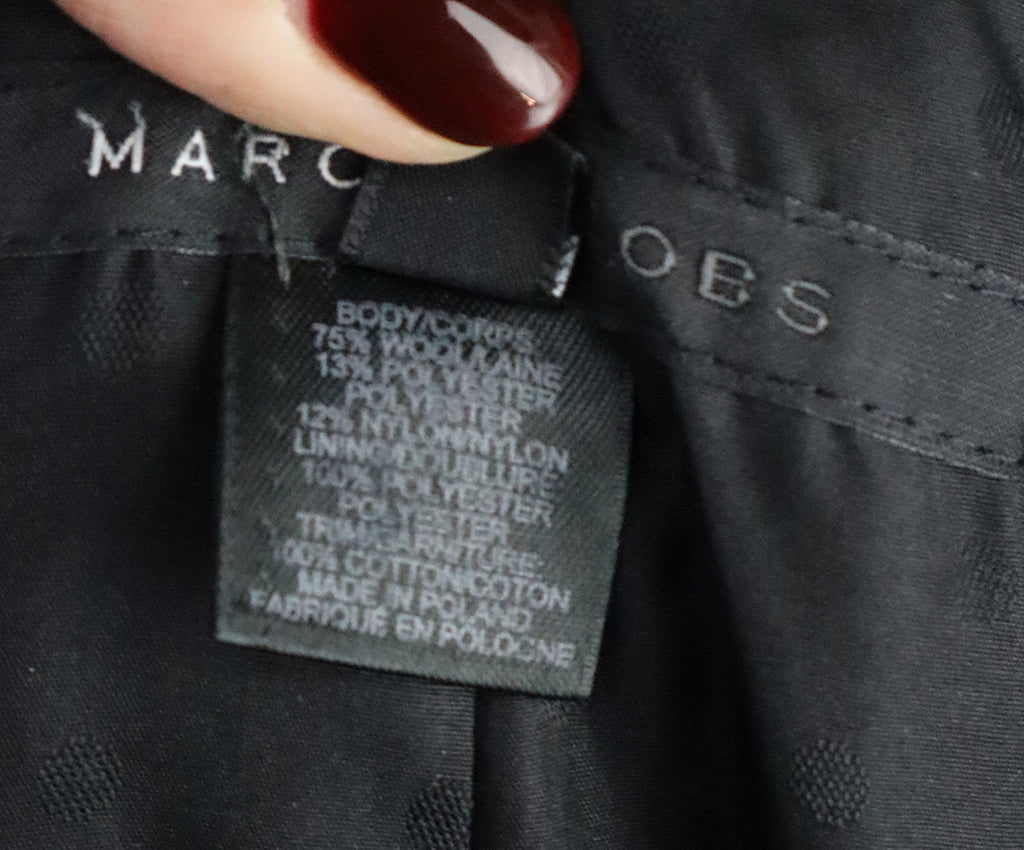 MARC OBS
BODY/CORPS
75% WOOL/LAINE
13% POLYESTER
POLYESTER
12% NYLON/NYLON
LINING/DOUBLURE
100% POLYESTER
POLYESTER
TRIM/GARNITURE:
100% COTTON/COTON
MADE IN POLAND
FABRIQUE EN POLOGNE